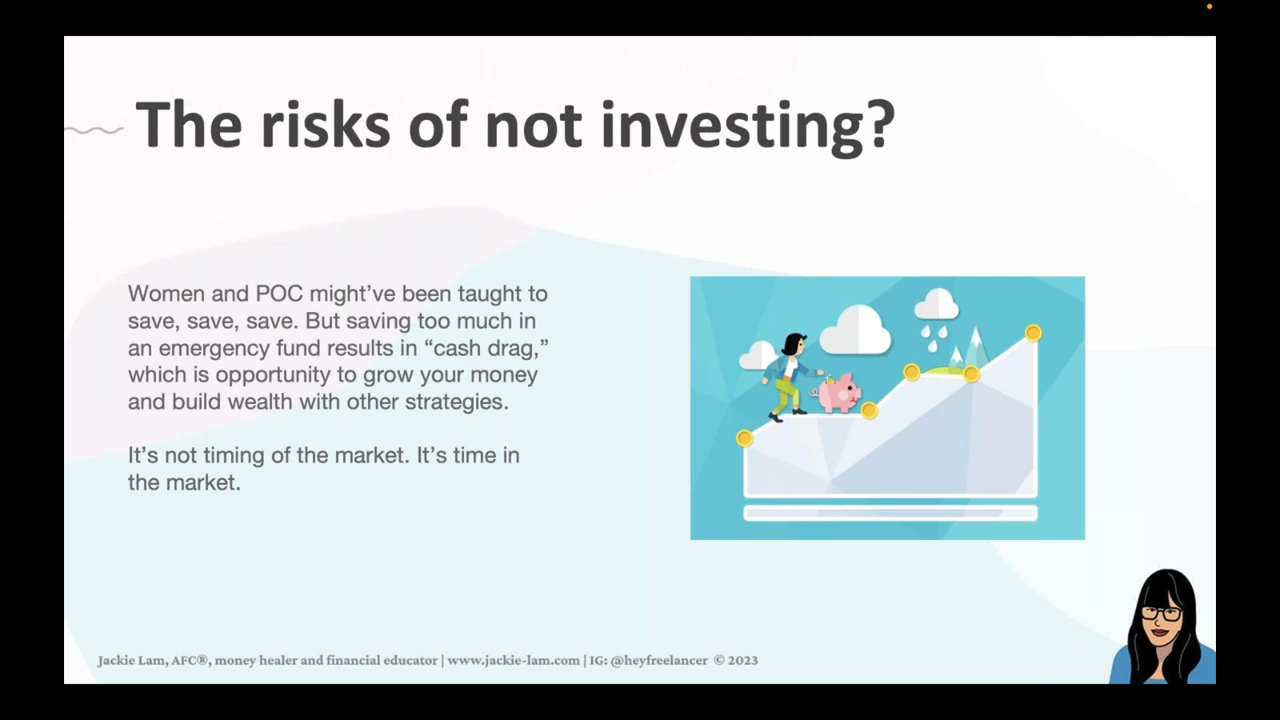 The risks of not investing?
Women and POC might’ve been taught to
save, save, save. But saving too much in
an emergency fund results in “cash drag,”
which is opportunity to grow your money
and build wealth with other strategies.
It’s not timing of the market. It’s time in
the market.
Jackie Lam, AFC®, money healer and financial educator | www.jackie-lam.com | IG: @heyfreelancer © 2023